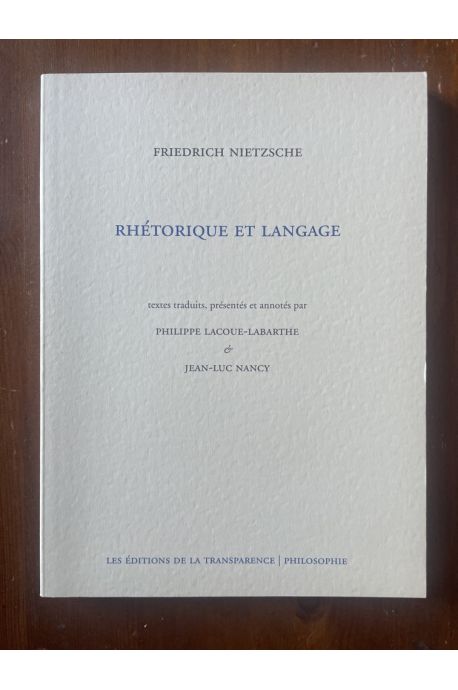 FRIEDRICH NIETZSCHE
RHÉTORIQUE ET LANGAGE
textes traduits, présentés et annotés par
PHILIPPE LACOUE-LABARTHE
&
JEAN-LUC NANCY
LES ÉDITIONS DE LA TRANSPARENCE | PHILOSOPHIE